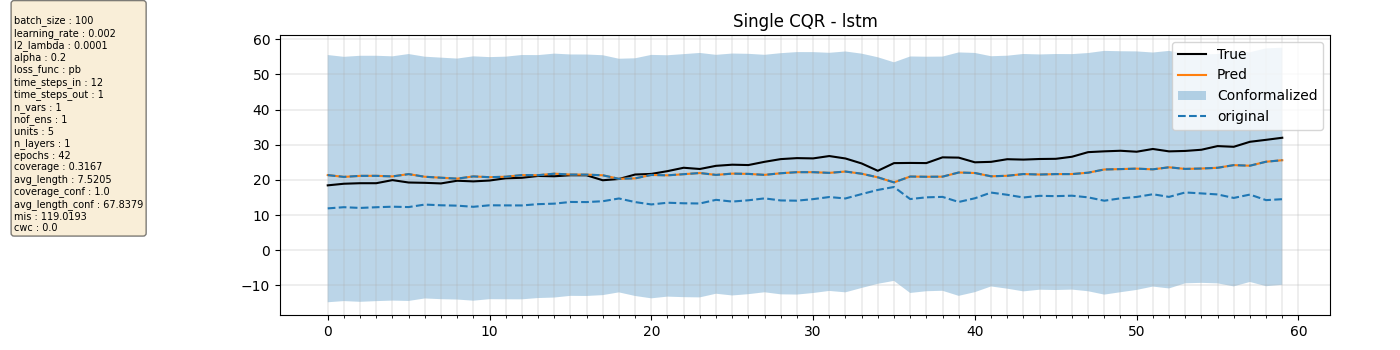 batch_size : 100
learning_rate : 0.002
l2_lambda : 0.0001
alpha : 0.2
loss_func : pb
time_steps_in : 12
time_steps_out : 1
n_vars : 1
nof_ens : 1
units : 5
n_layers : 1
epochs : 42
coverage : 0.3167
avg_length : 7.5205
coverage_conf : 1.0
avg_length_conf : 67.8379
mis : 119.0193
cwc : 0.0
Single CQR - lstm
60
50
40
30
20
10
0
−10
True
Pred
Conformalized
original
0 10 20 30 40 50 60